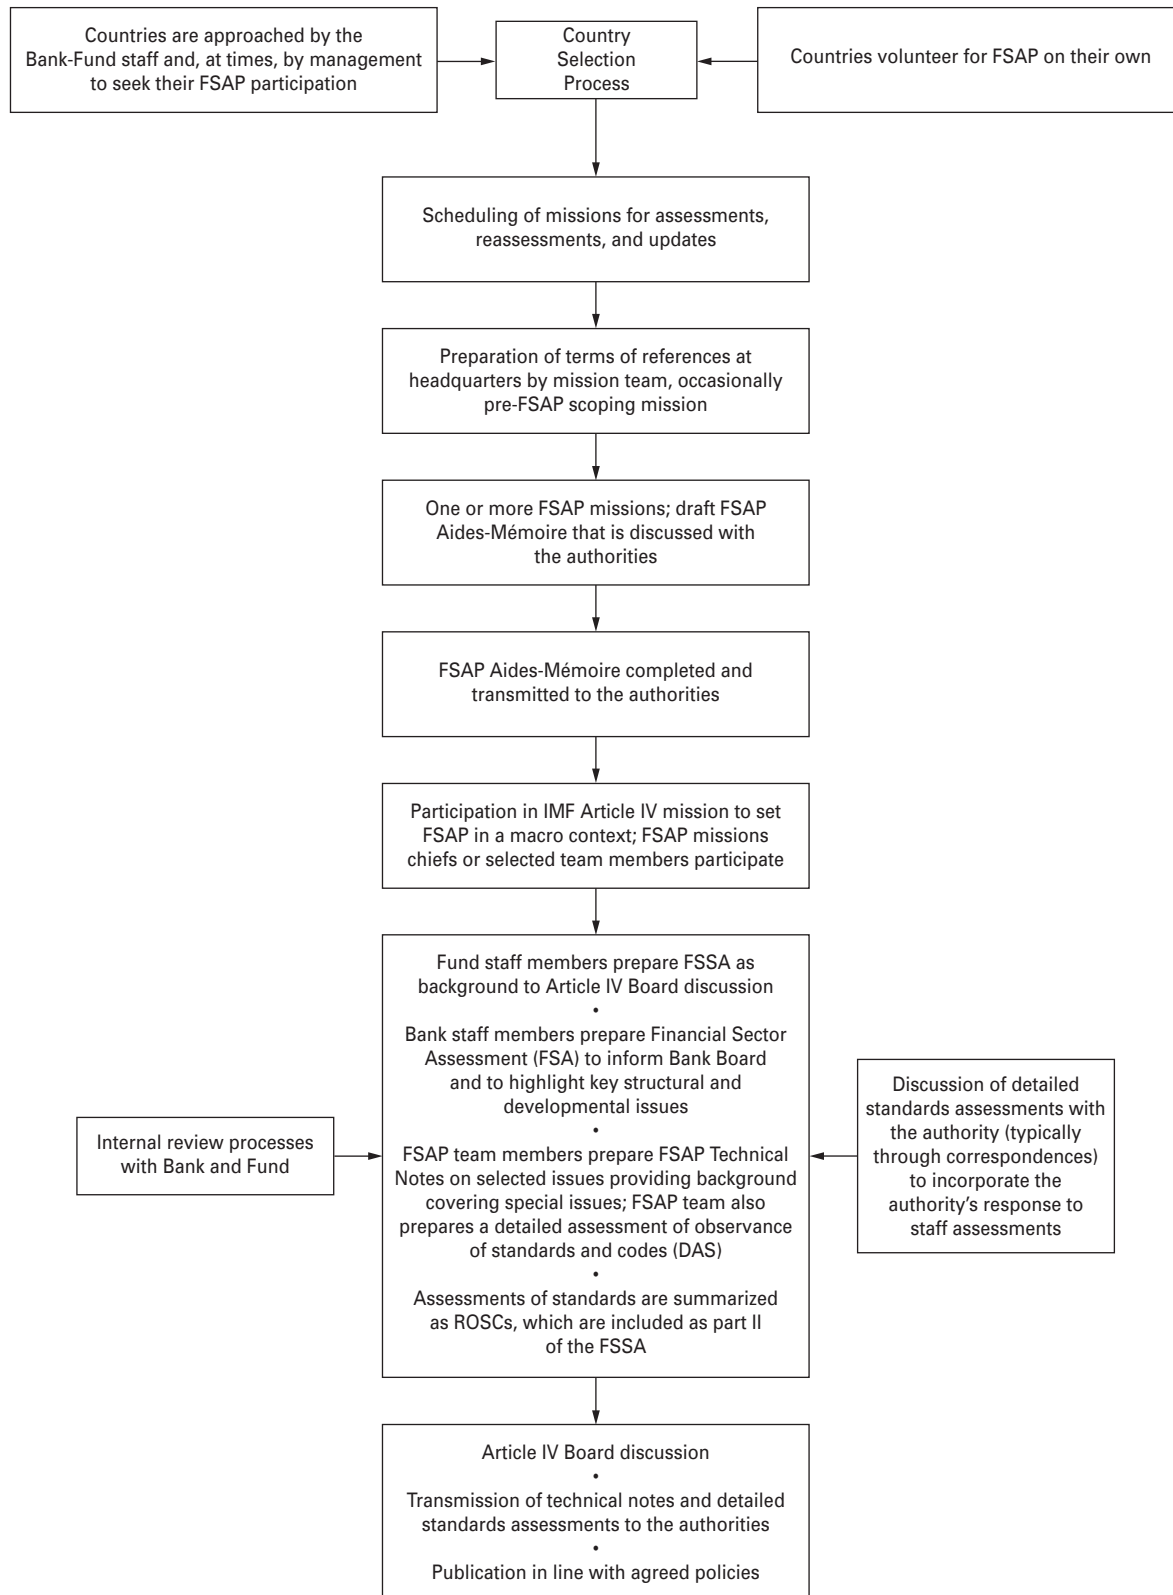 Countries are approached by the
Bank-Fund staff and, at times, by management
to seek their FSAP participation
Country
Selection
Process
Countries volunteer for FSAP on their own
Scheduling of missions for assessments,
reassessments, and updates
Preparation of terms of references at
headquarters by mission team, occasionally
pre-FSAP scoping mission
One or more FSAP missions; draft FSAP
Aides-Mémoire that is discussed with
the authorities
FSAP Aides-Mémoire completed and
transmitted to the authorities
Participation in IMF Article IV mission to set
FSAP in a macro context; FSAP missions
chiefs or selected team members participate
Fund staff members prepare FSSA as
background to Article IV Board discussion
•
Bank staff members prepare Financial Sector
Assessment (FSA) to inform Bank Board
and to highlight key structural and
developmental issues
•
FSAP team members prepare FSAP Technical
Notes on selected issues providing background
covering special issues; FSAP team also
prepares a detailed assessment of observance
of standards and codes (DAS)
•
Assessments of standards are summarized
as ROSCs, which are included as part II
of the FSSA
Internal review processes
with Bank and Fund
Discussion of detailed
standards assessments with
the authority (typically
through correspondences)
to incorporate the
authority’s response to
staff assessments
Article IV Board discussion
•
Transmission of technical notes and detailed
standards assessments to the authorities
•
Publication in line with agreed policies